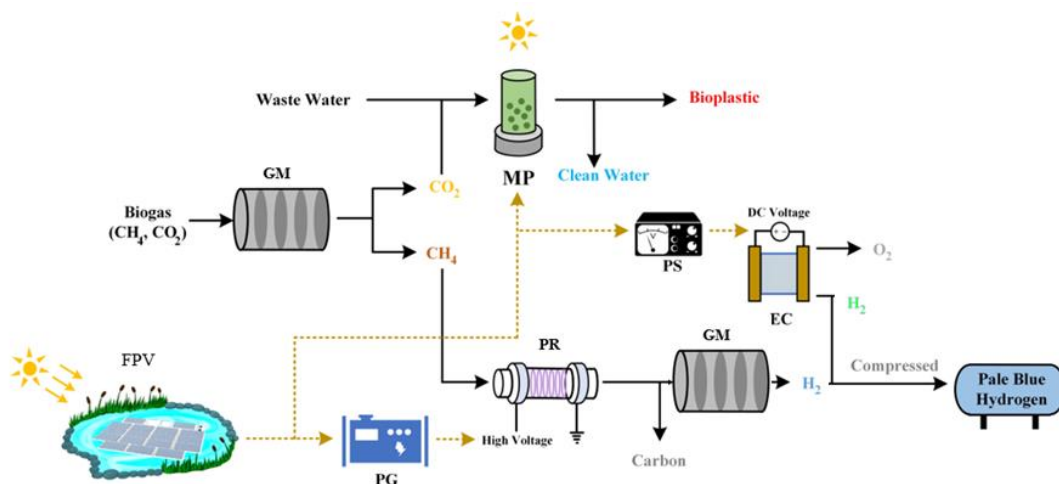 Waste Water
MP
Bioplastic
Clean Water
GM
Biogas
(CH₄, CO₂)
CO₂
CH₄
PS
DC Voltage
EC
O₂
H₂
FPV
PG
PR
High Voltage
Carbon
GM
H₂
Compressed
Pale Blue
Hydrogen